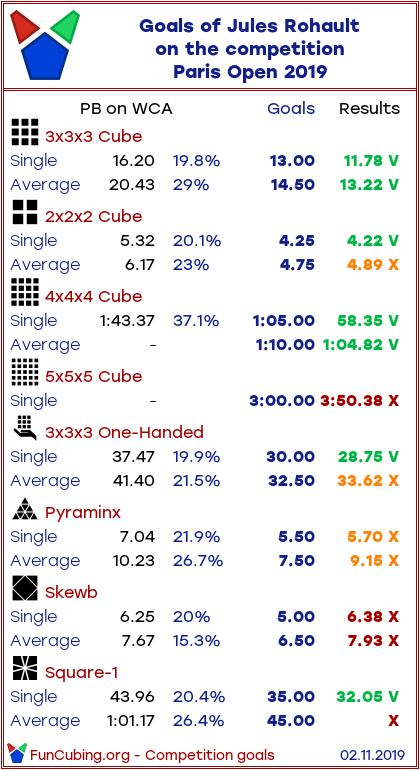 Goals of Jules Rohault
on the competition
Paris Open 2019
PB on WCA Goals Results
3x3x3 Cube
Single 16.20 19.8% 13.00 11.78 V
Average 20.43 29% 14.50 13.22 V
2x2x2 Cube
Single 5.32 20.1% 4.25 4.22 V
Average 6.17 23% 4.75 4.89 X
4x4x4 Cube
Single 1:43.37 37.1% 1:05.00 58.35 V
Average - 1:10.00 1:04.82 V
5x5x5 Cube
Single - 3:00.00 3:50.38 X
3x3x3 One-Handed
Single 37.47 19.9% 30.00 28.75 V
Average 41.40 21.5% 32.50 33.62 X
Pyraminx
Single 7.04 21.9% 5.50 5.70 X
Average 10.23 26.7% 7.50 9.15 X
Skewb
Single 6.25 20% 5.00 6.38 X
Average 7.67 15.3% 6.50 7.93 X
Square-1
Single 43.96 20.4% 35.00 32.05 V
Average 1:01.17 26.4% 45.00 X
FunCubing.org - Competition goals 02.11.2019